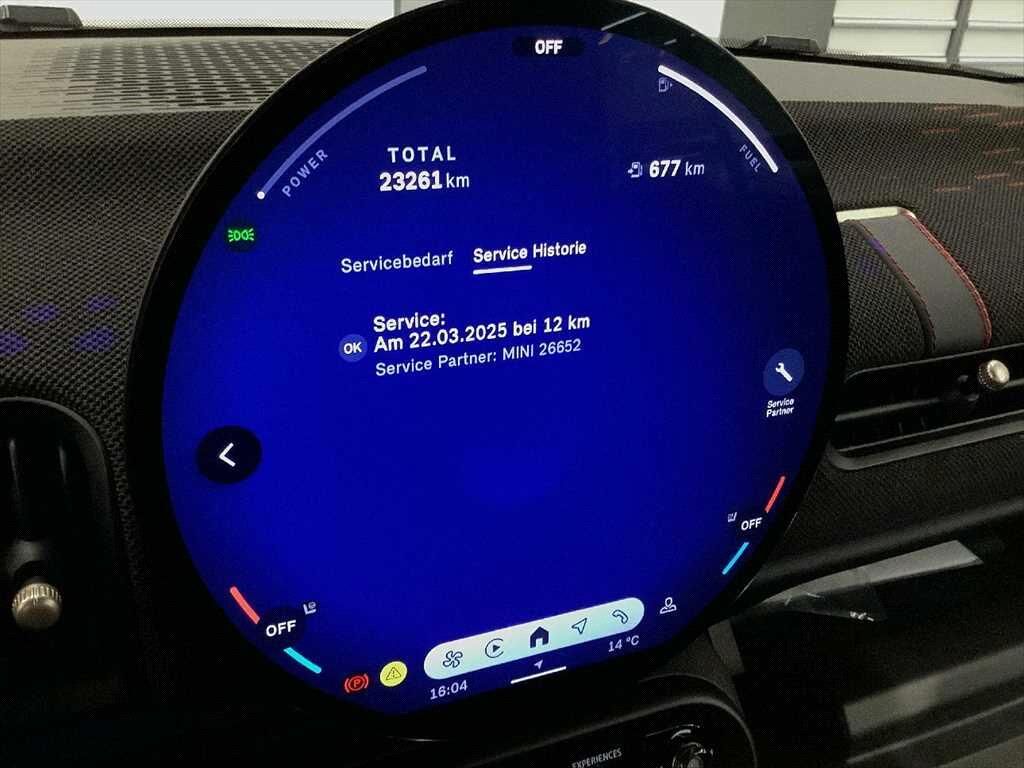 OFF
POWER
TOTAL
23261 km
677 km
FUEL
Servicebedarf
Service Historie
OK
Service:
Am 22.03.2025 bei 12 km
Service Partner: MINI 26652
Service
Partner
OFF
OFF
16:04
14 °C
EXPERIENCES